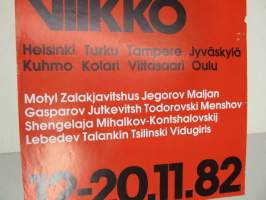 Viikko
Helsinki Turku Tampere Jyväskylä
Kuhmo Kolari Viitasaari Oulu
Motyl Zalakjavitshus Jegorov Maljan
Gasparov Jutkevitsh Todorovski Menshov
Shengelaja Mihalkov-Kontshalovskij
Lebedev Talankin Tsilinski Vidugiris
12-20.11.82